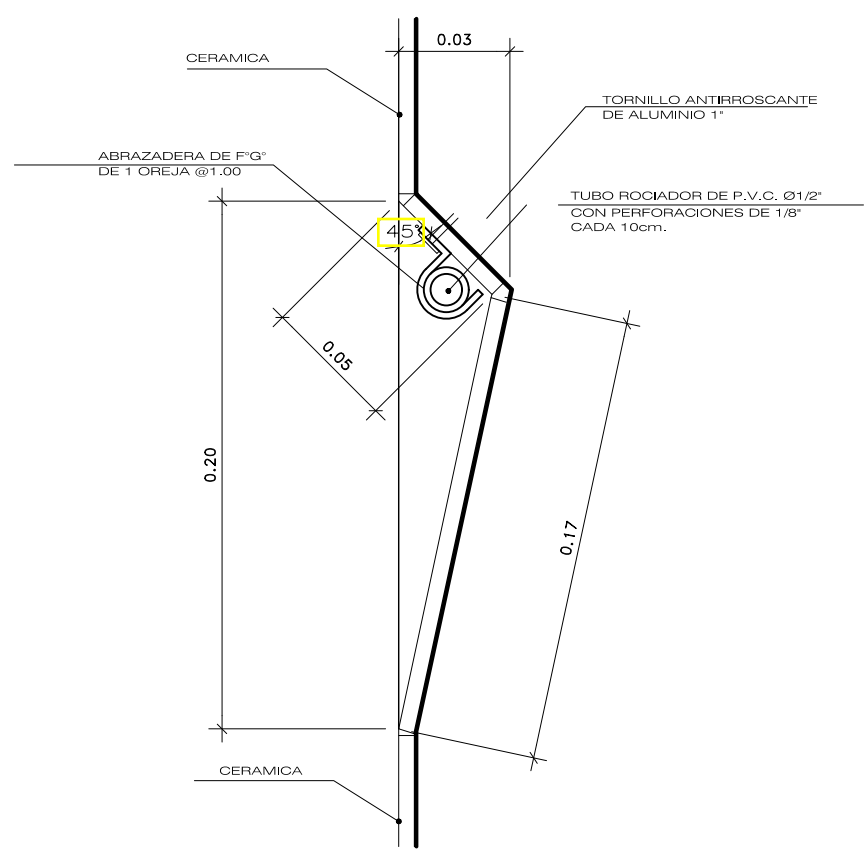 0.03
CERAMICA
TORNILLO ANTIRROSCANTE
DE ALUMINIO 1"
ABRAZADERA DE F°G°
DE 1 OREJA @1.00
TUBO ROCIADOR DE P.V.C. Ø1/2"
CON PERFORACIONES DE 1/8"
CADA 10cm.
45°
0.05
0.20
0.17
CERAMICA